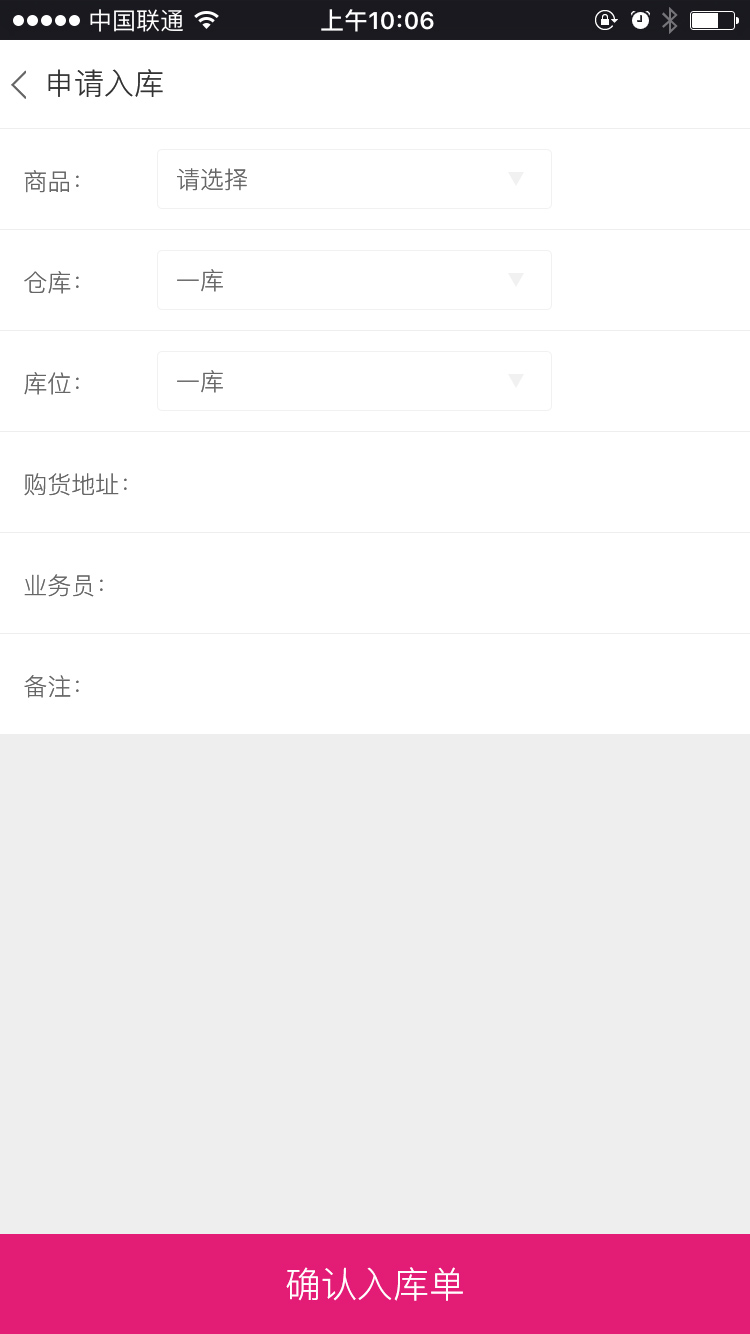 中国联通 上午10:06
申请入库
商品： 请选择
仓库： 一库
库位： 一库
购货地址：
业务员：
备注：
确认入库单